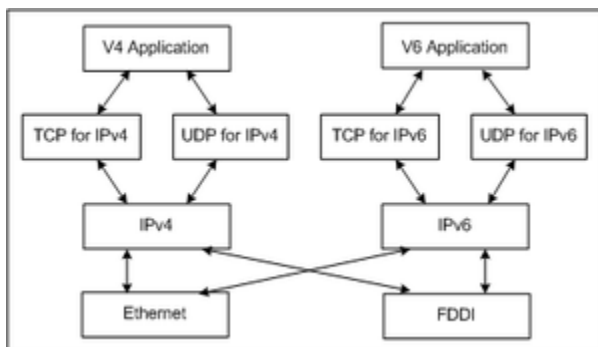 V4 Application
V6 Application
TCP for IPv4
UDP for IPv4
TCP for IPv6
UDP for IPv6
IPv4
IPv6
Ethernet
FDDI